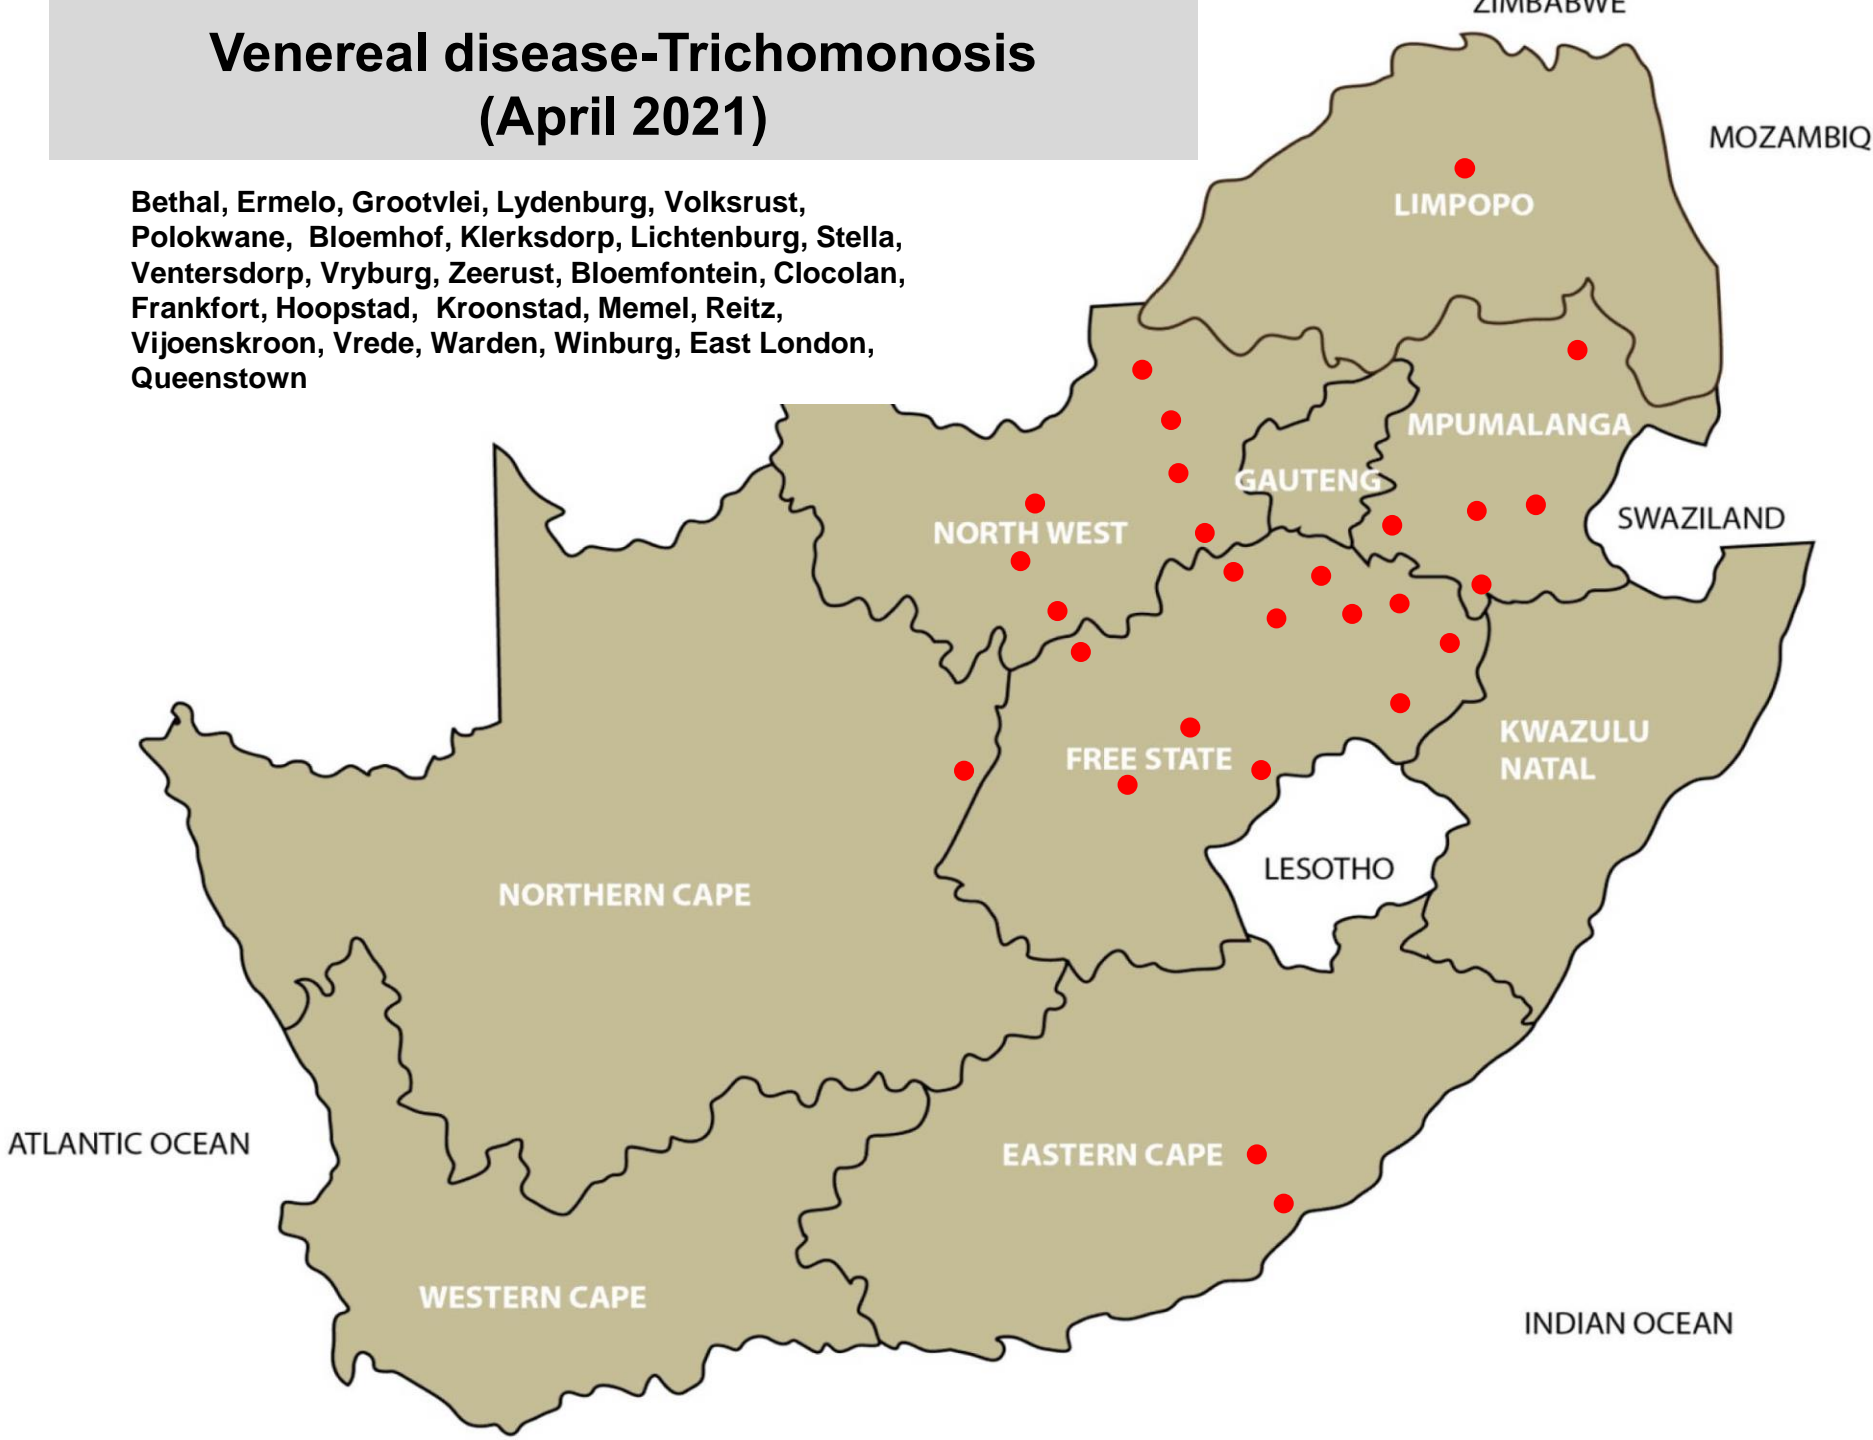 ZIMBABWE
Venereal disease-Trichomonosis
(April 2021)
MOZAMBIQ
Bethal, Ermelo, Grootvlei, Lydenburg, Volksrust,
Polokwane, Bloemhof, Klerksdorp, Lichtenburg, Stella,
Ventersdorp, Vryburg, Zeerust, Bloemfontein, Clocolan,
Frankfort, Hoopstad, Kroonstad, Memel, Reitz,
Vijoenskroon, Vrede, Warden, Winburg, East London,
Queenstown
LIMPOPO
MPUMALANGA
GAUTENG
NORTH WEST
SWAZILAND
FREE STATE
KWAZULU
NATAL
LESOTHO
NORTHERN CAPE
ATLANTIC OCEAN
EASTERN CAPE
WESTERN CAPE
INDIAN OCEAN